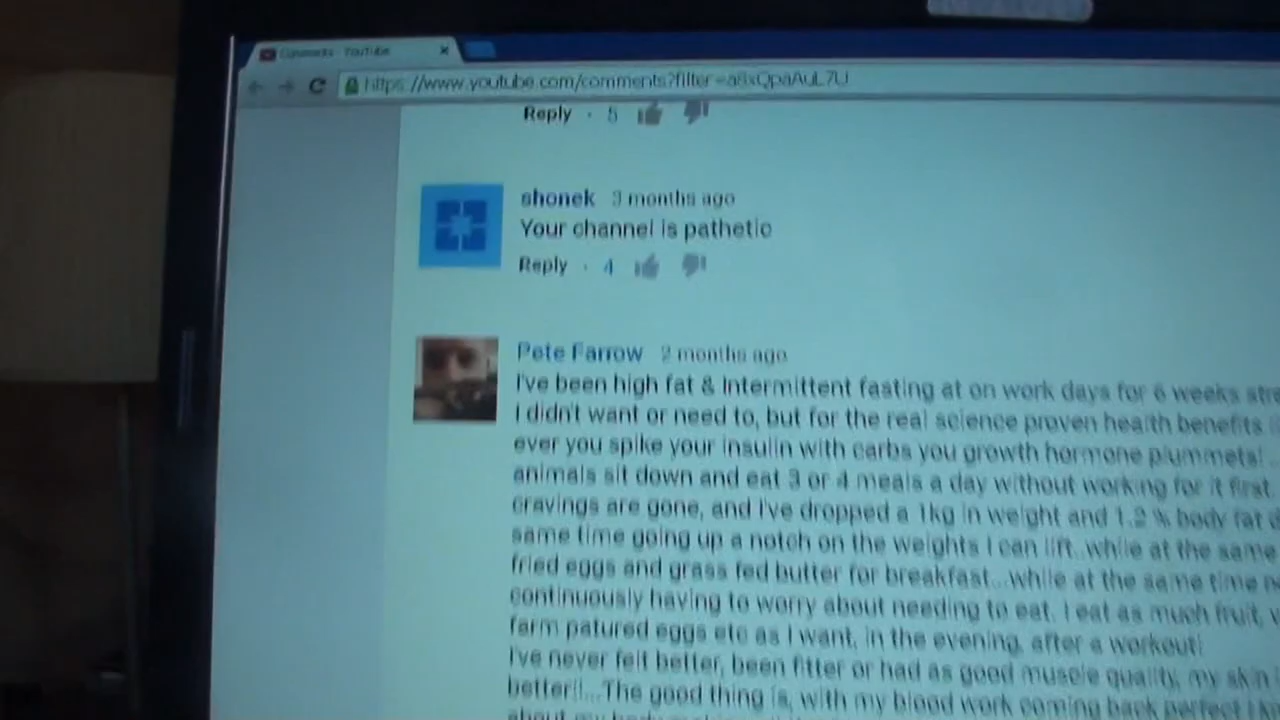 Comments - YouTube
https://www.youtube.com/comments?filter=a8xQpaAuL7U
Reply · 5
shonek 3 months ago
Your channel is pathetic
Reply · 4
Pete Farrow 2 months ago
I've been high fat & Intermittent fasting at on work days for 6 weeks
I didn't want or need to, but for the real science proven health benefits
ever you spike your insulin with carbs you growth hormone plummets!
animals sit down and eat 3 or 4 meals a day without working for it first.
cravings are gone, and I've dropped a 1kg in weight and 1.2 % body fat
same time going up a notch on the weights I can lift..while at the same
fried eggs and grass fed butter for breakfast...while at the same time
continuously having to worry about needing to eat. I eat as much fruit,
farm patured eggs etc as I want, in the evening, after a workout!
I've never felt better, been fitter or had as good muscle quality, my skin
better!!...The good thing is, with my blood work coming back perfect
about my body